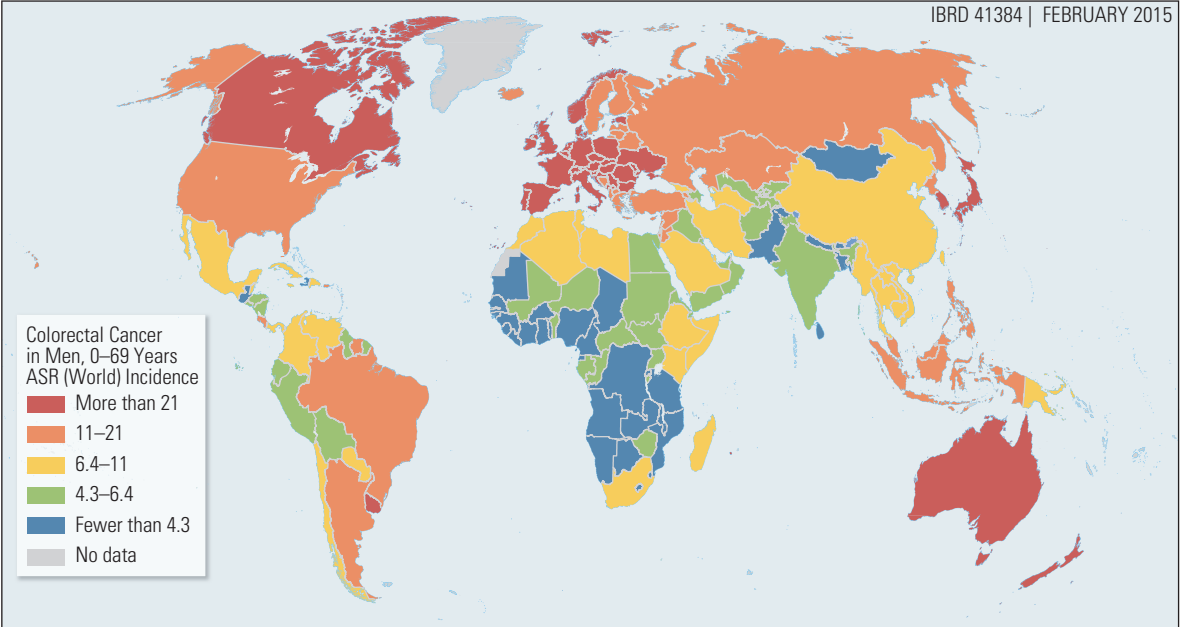 IBRD 41384 | FEBRUARY 2015
Colorectal Cancer
in Men, 0–69 Years
ASR (World) Incidence
More than 21
11–21
6.4–11
4.3–6.4
Fewer than 4.3
No data